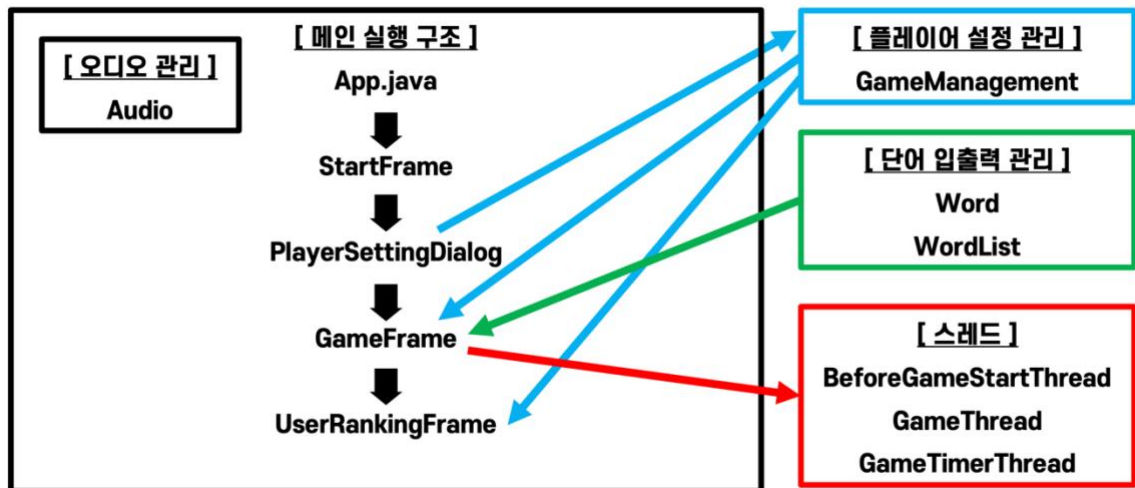 [ 오디오 관리 ]
Audio
[ 메인 실행 구조 ]
App.java
StartFrame
PlayerSettingDialog
GameFrame
UserRankingFrame
[ 플레이어 설정 관리 ]
GameManagement
[ 단어 입출력 관리 ]
Word
WordList
[ 스레드 ]
BeforeGameStartThread
GameThread
GameTimerThread